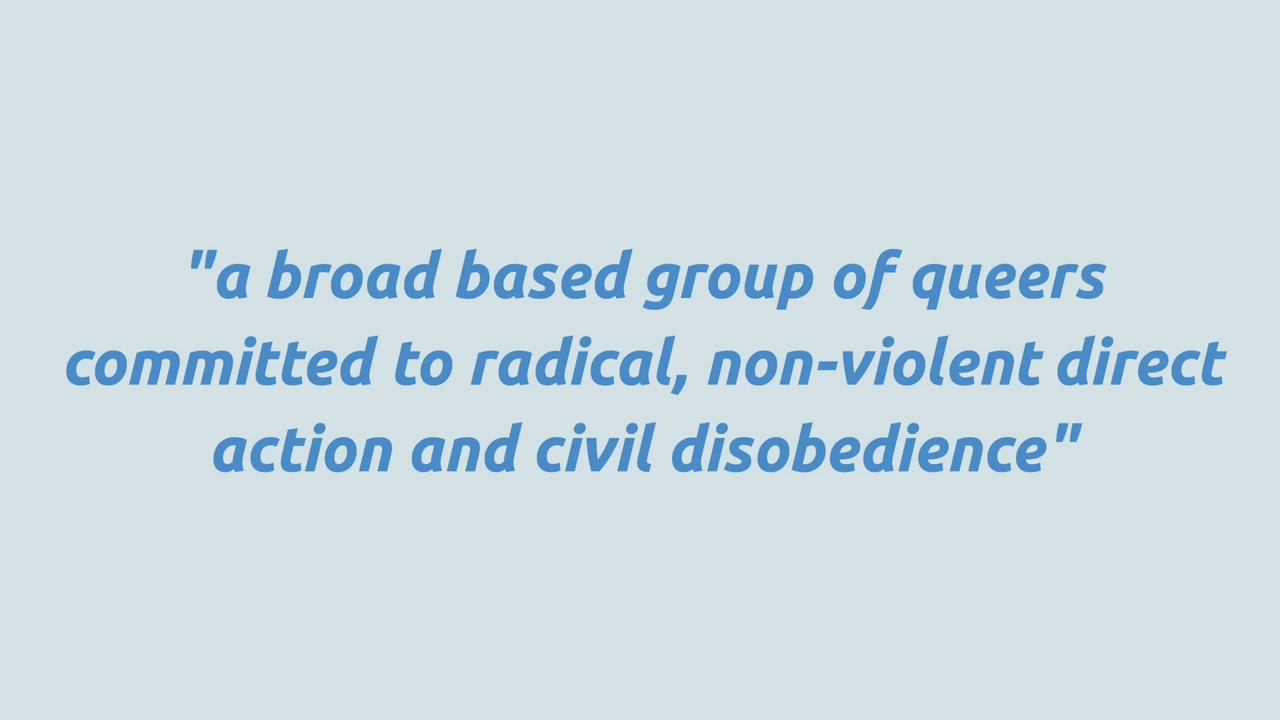 "a broad based group of queers
committed to radical, non-violent direct
action and civil disobedience"